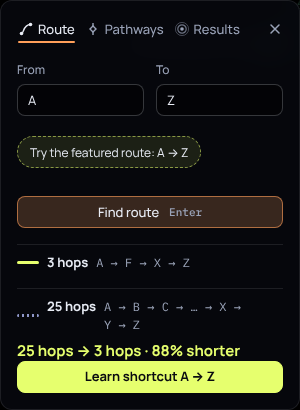 Route Pathways Results ×
From To
A Z
Try the featured route: A → Z
Find route Enter
3 hops A → F → X → Z
25 hops A → B → C → … → X →
Y → Z
25 hops → 3 hops · 88% shorter
Learn shortcut A → Z